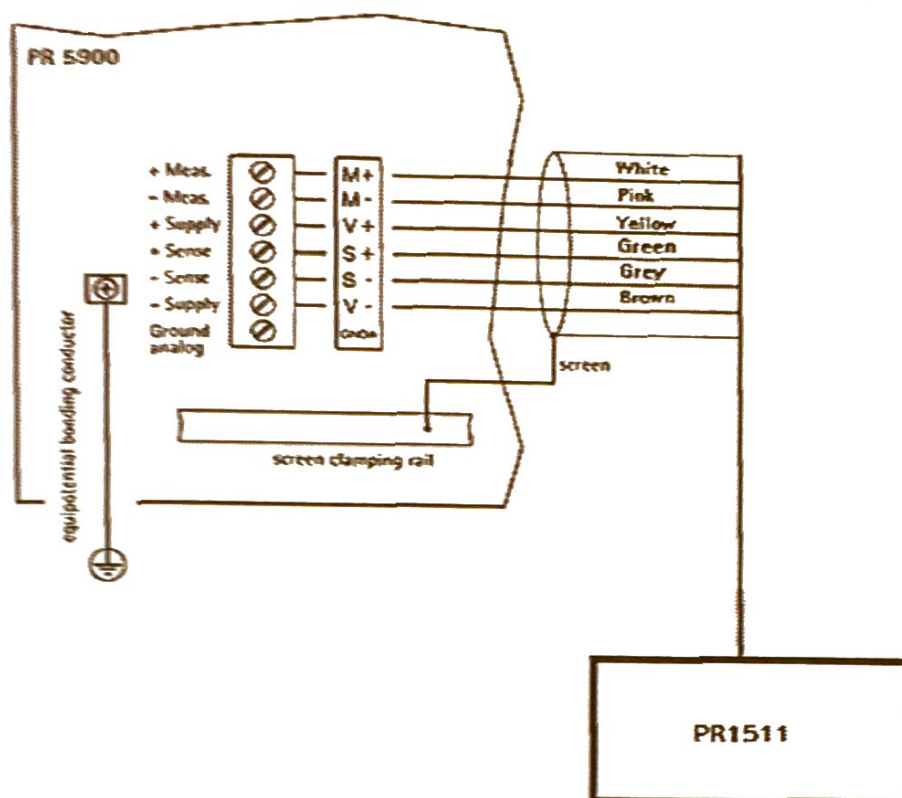 PR 5900
+ Meas.
- Meas.
+ Supply
+ Sense
- Sense
- Supply
Ground
analog
M+
M-
V+
S+
S-
V-
White
Pink
Yellow
Green
Grey
Brown
screen
screen clamping rail
equipotential bonding conductor
PR1511